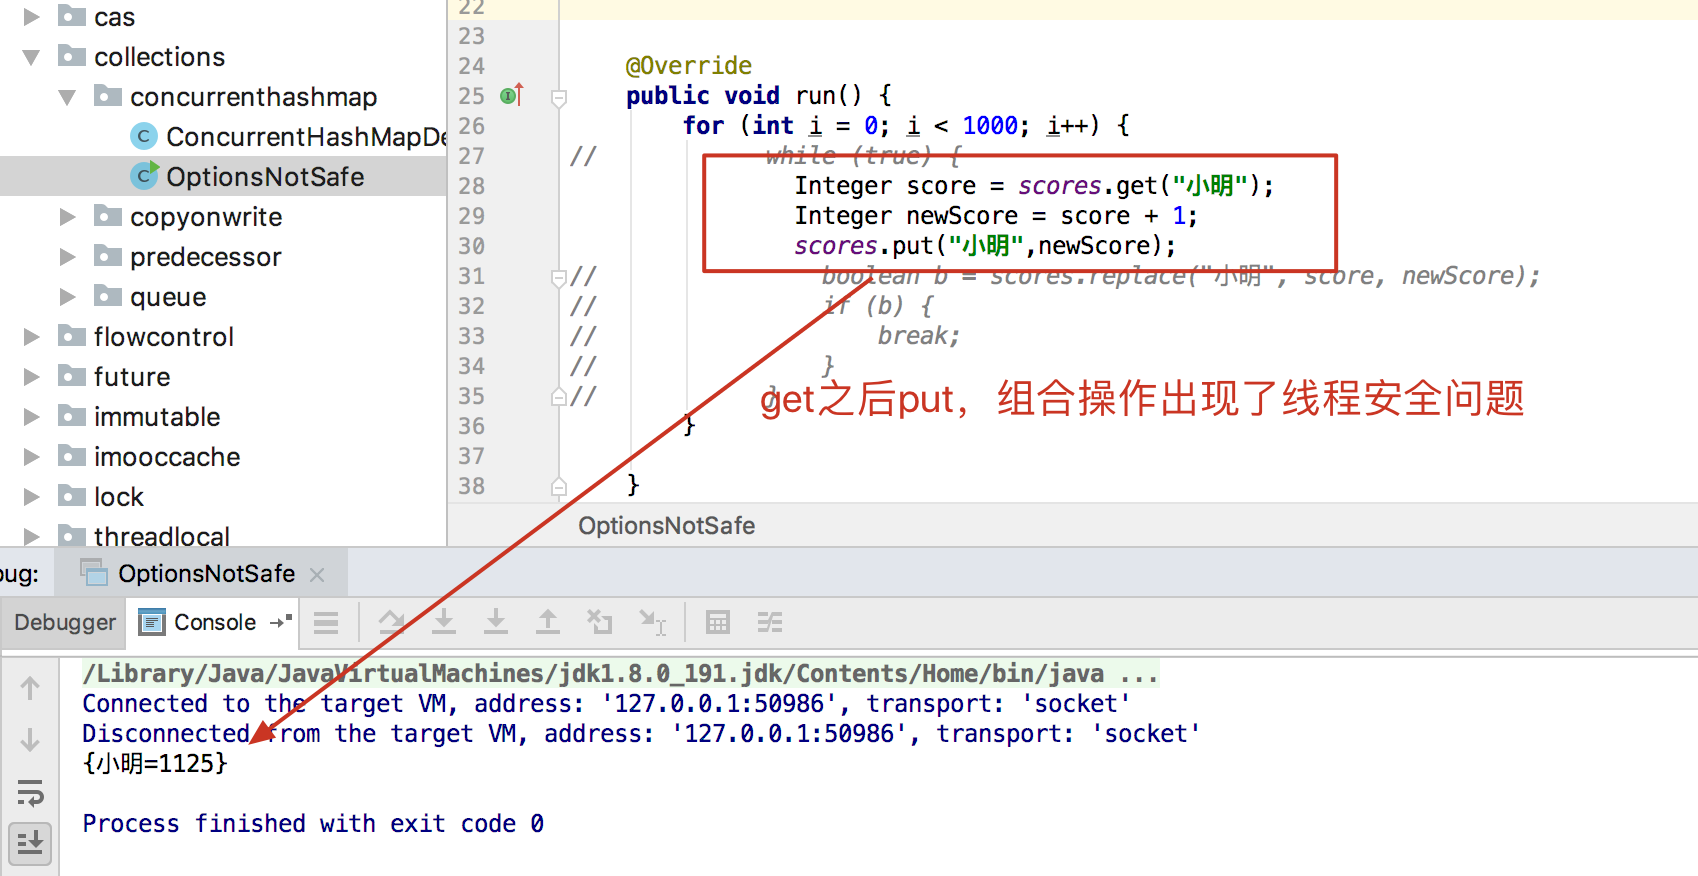 cas
collections
concurrenthashmap
ConcurrentHashMapDe
OptionsNotSafe
copyonwrite
predecessor
queue
flowcontrol
future
immutable
imooccache
lock
threadlocal
22
23
24 @Override
25 public void run() {
26 for (int i = 0; i < 1000; i++) {
27 // while (true) {
28 Integer score = scores.get("小明");
29 Integer newScore = score + 1;
30 scores.put("小明",newScore);
31 // boolean b = scores.replace("小明", score, newScore);
32 // if (b) {
33 // break;
34 // }
35 // }
get之后put，组合操作出现了线程安全问题
36 }
37
38 }
OptionsNotSafe
oug: OptionsNotSafe
Debugger Console
/Library/Java/JavaVirtualMachines/jdk1.8.0_191.jdk/Contents/Home/bin/java ...
Connected to the target VM, address: '127.0.0.1:50986', transport: 'socket'
Disconnected from the target VM, address: '127.0.0.1:50986', transport: 'socket'
{小明=1125}
Process finished with exit code 0